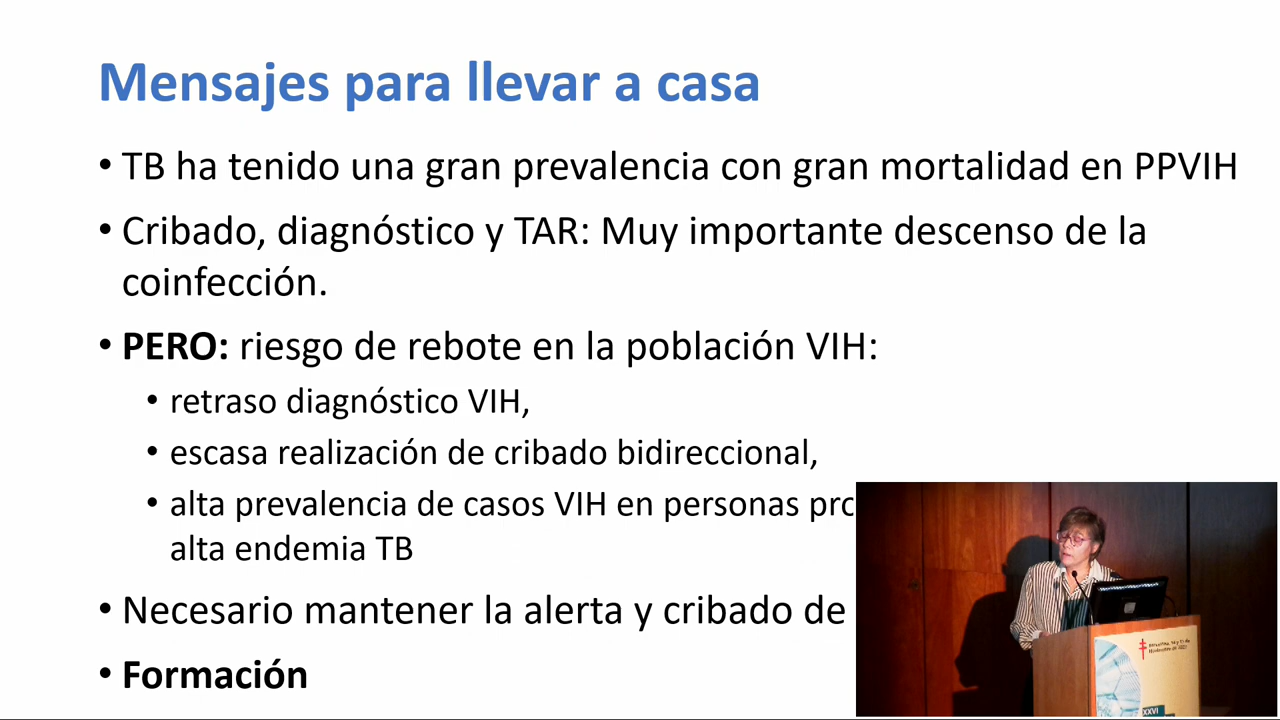 Mensajes para llevar a casa
• TB ha tenido una gran prevalencia con gran mortalidad en PPVIH
• Cribado, diagnóstico y TAR: Muy importante descenso de la
coinfección.
• PERO: riesgo de rebote en la población VIH:
• retraso diagnóstico VIH,
• escasa realización de cribado bidireccional,
• alta prevalencia de casos VIH en personas
alta endemia TB
• Necesario mantener la alerta y cribado de
• Formación
XXVI